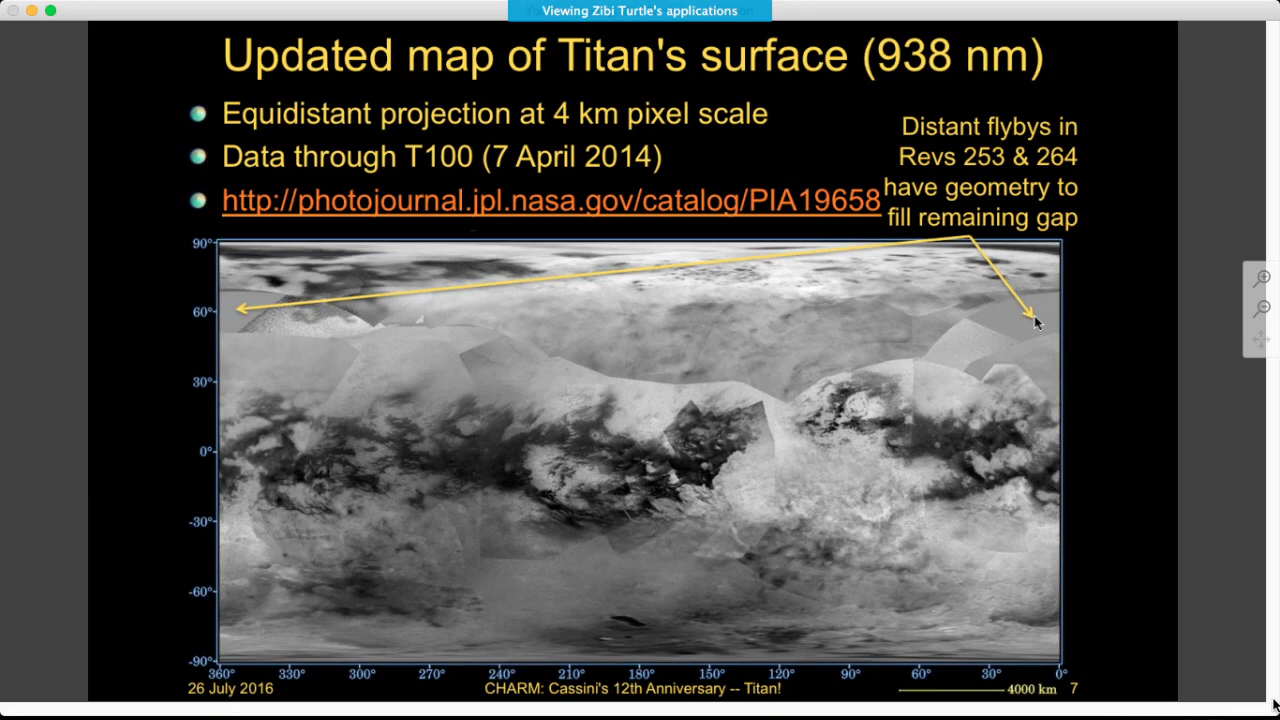 Viewing Zibi Turtle's applications
Updated map of Titan's surface (938 nm)
Equidistant projection at 4 km pixel scale
Data through T100 (7 April 2014)
http://photojournal.jpl.nasa.gov/catalog/PIA19658
Distant flybys in
Revs 253 & 264
have geometry to
fill remaining gap
90°
60°
30°
0°
-30°
-60°
-90°
360° 330° 300° 270° 240° 210° 180° 150° 120° 90° 60° 30° 0°
26 July 2016
CHARM: Cassini's 12th Anniversary -- Titan!
4000 km
7